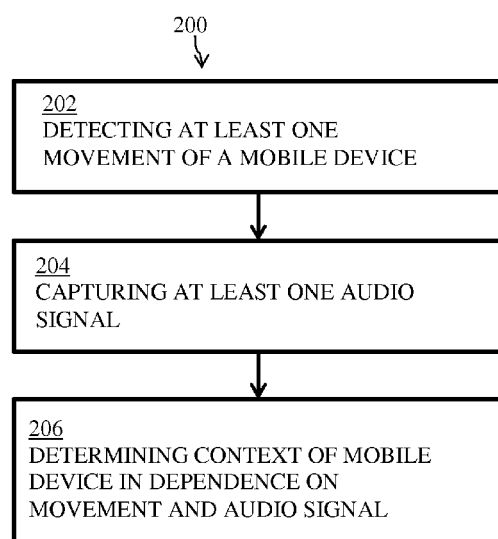 200
202
DETECTING AT LEAST ONE
MOVEMENT OF A MOBILE DEVICE
204
CAPTURING AT LEAST ONE AUDIO
SIGNAL
206
DETERMINING CONTEXT OF MOBILE
DEVICE IN DEPENDENCE ON
MOVEMENT AND AUDIO SIGNAL